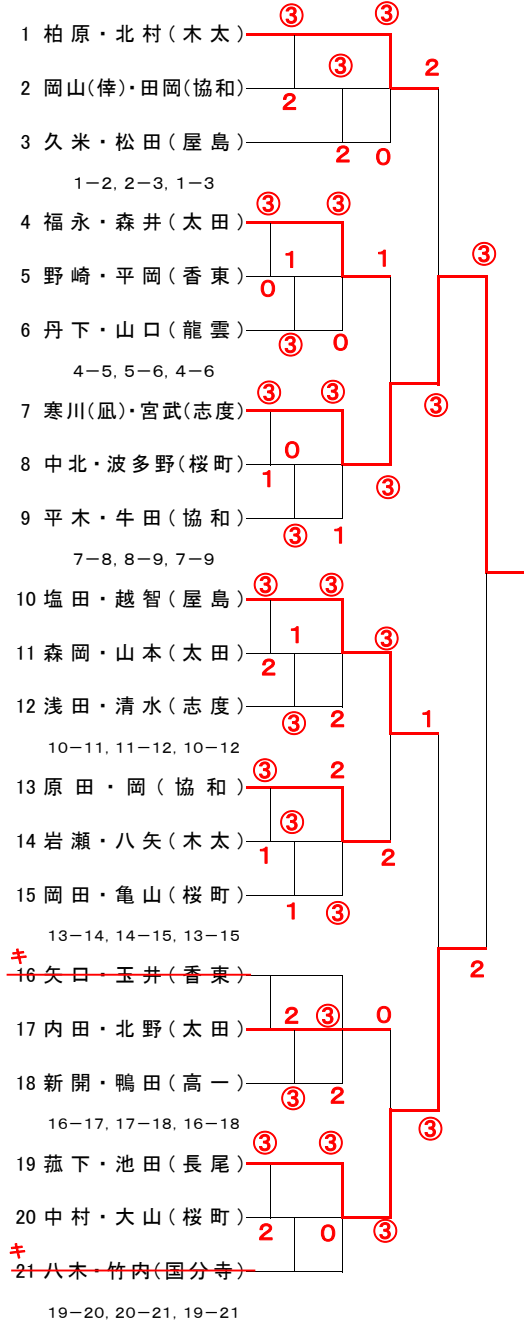 ③ ③
1 柏原・北村(木太)
③ 2
2 岡山(倖)・田岡(協和)
2
3 久米・松田(屋島)
2 0
1－2, 2－3, 1－3
③ ③
4 福永・森井(太田)
1 1 ③
5 野崎・平岡(香東)
0
6 丹下・山口(龍雲)
③ 0
4－5, 5－6, 4－6
③ ③ ③
7 寒川(凪)・宮武(志度)
0
8 中北・波多野(桜町)
1 ③
9 平木・牛田(協和)
③ 1
7－8, 8－9, 7－9
③ ③
10 塩田・越智(屋島)
1 ③
11 森岡・山本(太田)
2
12 浅田・清水(志度)
③ 2 1
10－11, 11－12, 10－12
③ 2
13 原田・岡(協和)
③
14 岩瀬・八矢(木太)
1 2
15 岡田・亀山(桜町)
1 ③
13－14, 14－15, 13－15
キ
16 矢口・玉井(香東)
2
2 ③ 0
17 内田・北野(太田)
18 新開・鴨田(高一)
③ 2
16－17, 17－18, 16－18
③ ③ ③
19 菰下・池田(長尾)
20 中村・大山(桜町)
2 0 ③
キ
21 八木・竹内(国分寺)
19－20, 20－21, 19－21